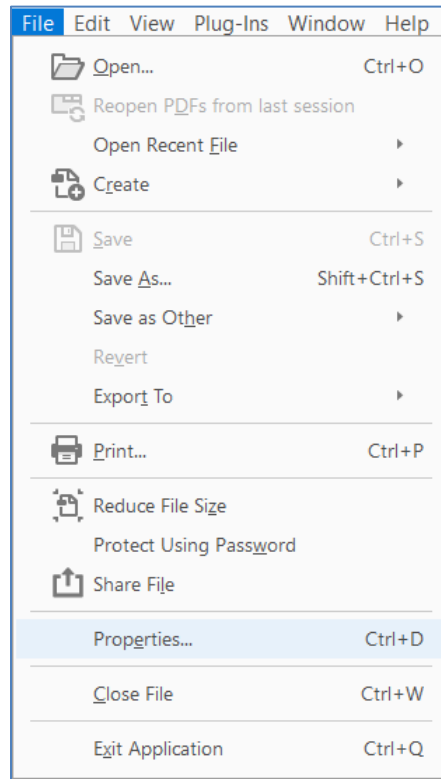 File Edit View Plug-Ins Window Help
Open... Ctrl+O
Reopen PDFs from last session
Open Recent File
Create
Save Ctrl+S
Save As... Shift+Ctrl+S
Save as Other
Revert
Export To
Print... Ctrl+P
Reduce File Size
Protect Using Password
Share File
Properties... Ctrl+D
Close File Ctrl+W
Exit Application Ctrl+Q